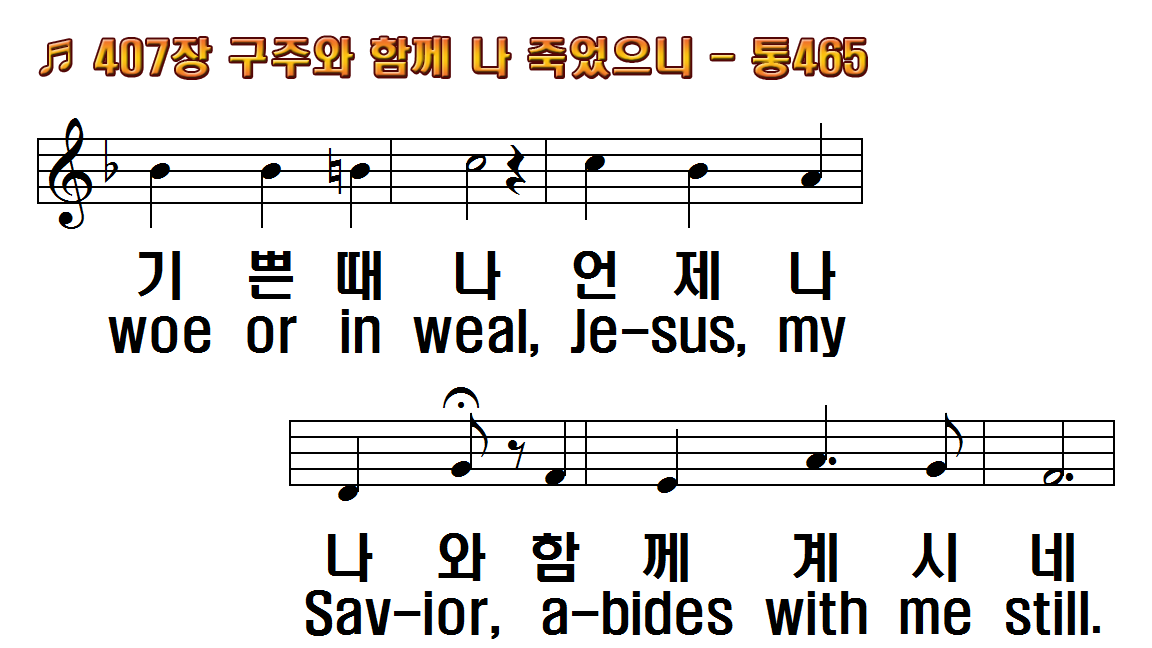 ♬ 407장 구주와 함께 나 죽었으니 - 통465
기 쁜 때 나 언 제 나
woe or in weal, Je-sus, my
나 와 함 께 계 시 네
Sav-ior, a-bides with me still.